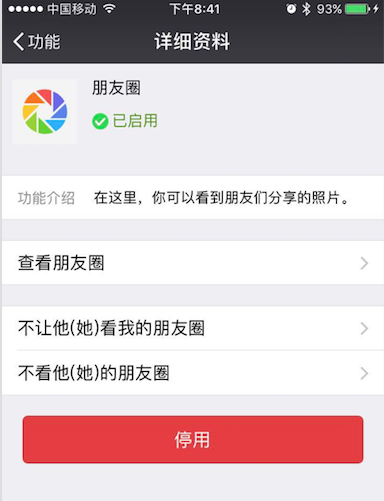 中国移动 下午8:41 93%
功能 详细资料
朋友圈
已启用
功能介绍 在这里，你可以看到朋友们分享的照片。
查看朋友圈
不让他(她)看我的朋友圈
不看他(她)的朋友圈
停用